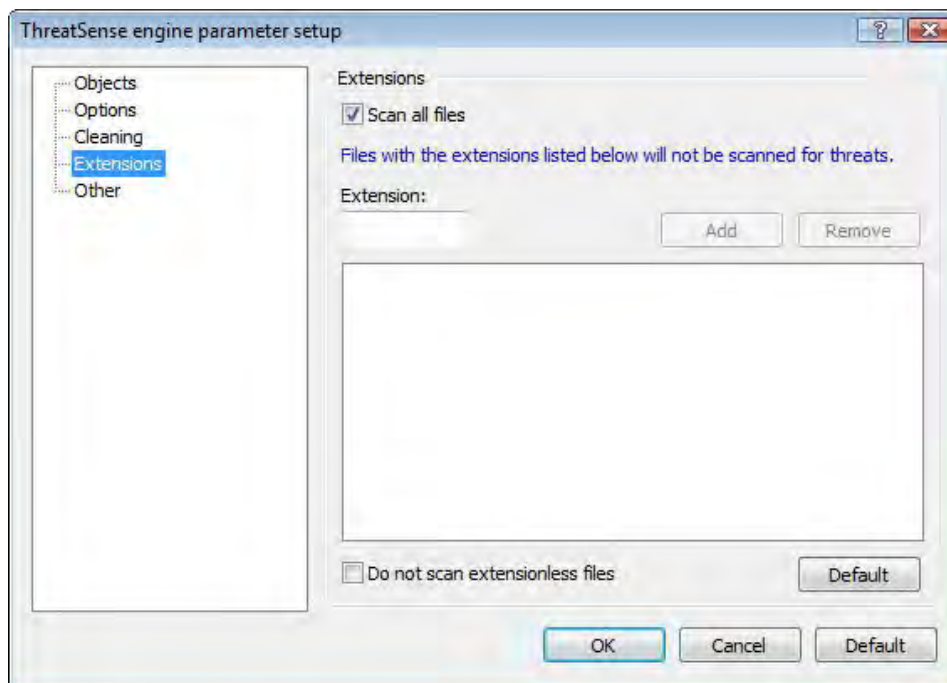 ThreatSense engine parameter setup
Objects
Options
Cleaning
Extensions
Other
Extensions
Scan all files
Files with the extensions listed below will not be scanned for threats.
Extension:
Add Remove
Do not scan extensionless files Default
OK Cancel Default